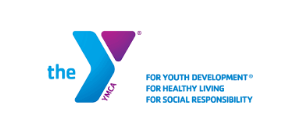 the Y®
YMCA
FOR YOUTH DEVELOPMENT®
FOR HEALTHY LIVING
FOR SOCIAL RESPONSIBILITY